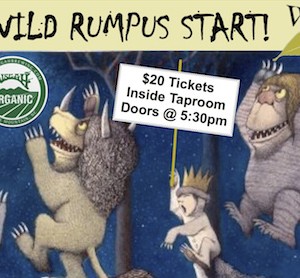 WILD RUMPUS START! V
$20 Tickets
Inside Taproom
Doors @ 5:30pm
ORGANIC